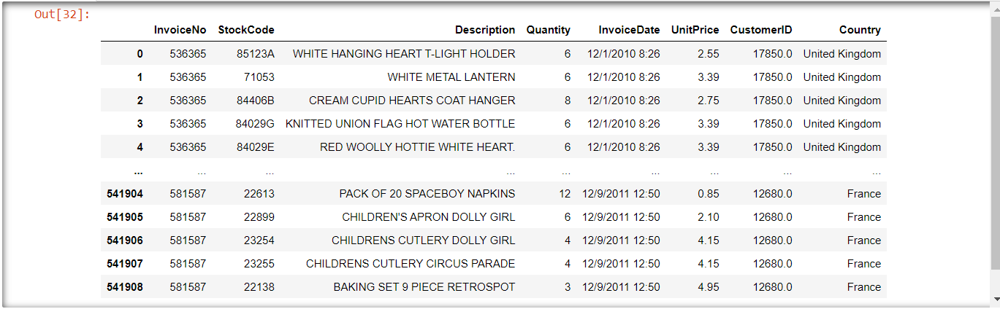 Out[32]:
InvoiceNo StockCode Description Quantity InvoiceDate UnitPrice CustomerID Country
0 536365 85123A WHITE HANGING HEART T-LIGHT HOLDER 6 12/1/2010 8:26 2.55 17850.0 United Kingdom
1 536365 71053 WHITE METAL LANTERN 6 12/1/2010 8:26 3.39 17850.0 United Kingdom
2 536365 84406B CREAM CUPID HEARTS COAT HANGER 8 12/1/2010 8:26 2.75 17850.0 United Kingdom
3 536365 84029G KNITTED UNION FLAG HOT WATER BOTTLE 6 12/1/2010 8:26 3.39 17850.0 United Kingdom
4 536365 84029E RED WOOLLY HOTTIE WHITE HEART. 6 12/1/2010 8:26 3.39 17850.0 United Kingdom
... ... ... ... ... ... ... ... ...
541904 581587 22613 PACK OF 20 SPACEBOY NAPKINS 12 12/9/2011 12:50 0.85 12680.0 France
541905 581587 22899 CHILDREN'S APRON DOLLY GIRL 6 12/9/2011 12:50 2.10 12680.0 France
541906 581587 23254 CHILDRENS CUTLERY DOLLY GIRL 4 12/9/2011 12:50 4.15 12680.0 France
541907 581587 23255 CHILDRENS CUTLERY CIRCUS PARADE 4 12/9/2011 12:50 4.15 12680.0 France
541908 581587 22138 BAKING SET 9 PIECE RETROSPOT 3 12/9/2011 12:50 4.95 12680.0 France